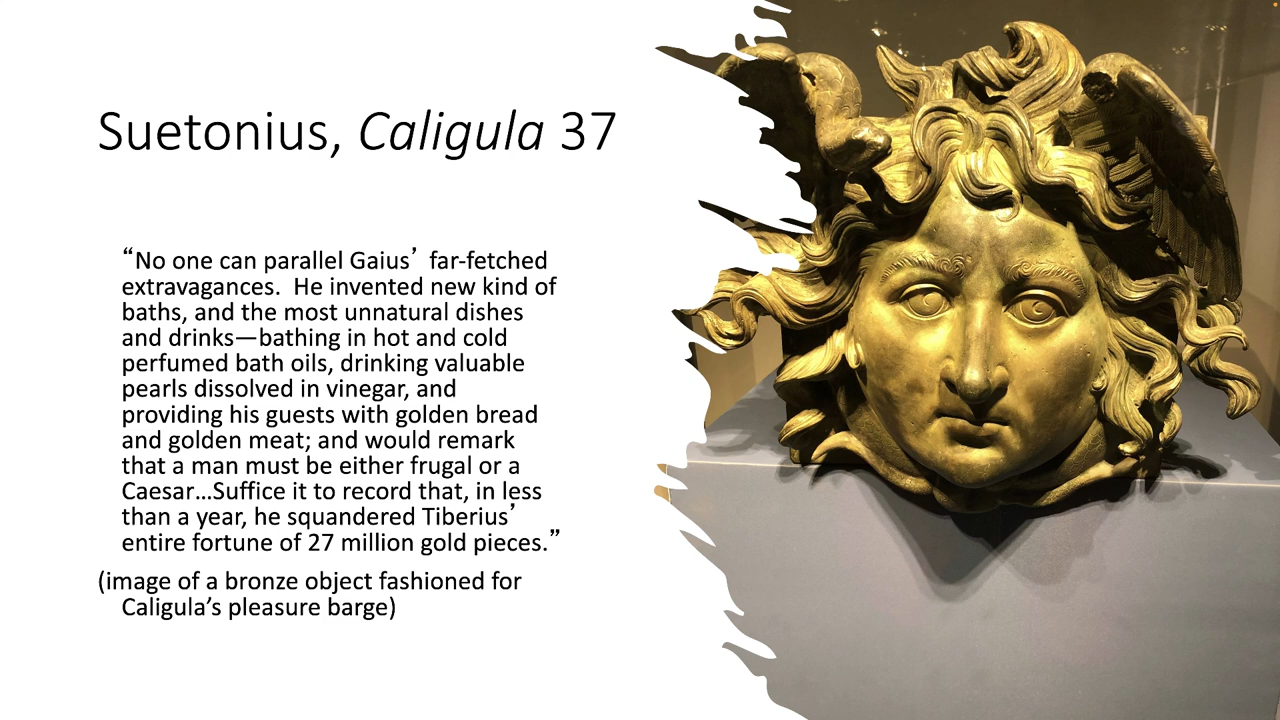 Suetonius, Caligula 37
“No one can parallel Gaius’ far-fetched
extravagances.  He invented new kind of
baths, and the most unnatural dishes
and drinks—bathing in hot and cold
perfumed bath oils, drinking valuable
pearls dissolved in vinegar, and
providing his guests with golden bread
and golden meat; and would remark
that a man must be either frugal or a
Caesar…Suffice it to record that, in less
than a year, he squandered Tiberius’
entire fortune of 27 million gold pieces.”
(image of a bronze object fashioned for
Caligula’s pleasure barge)